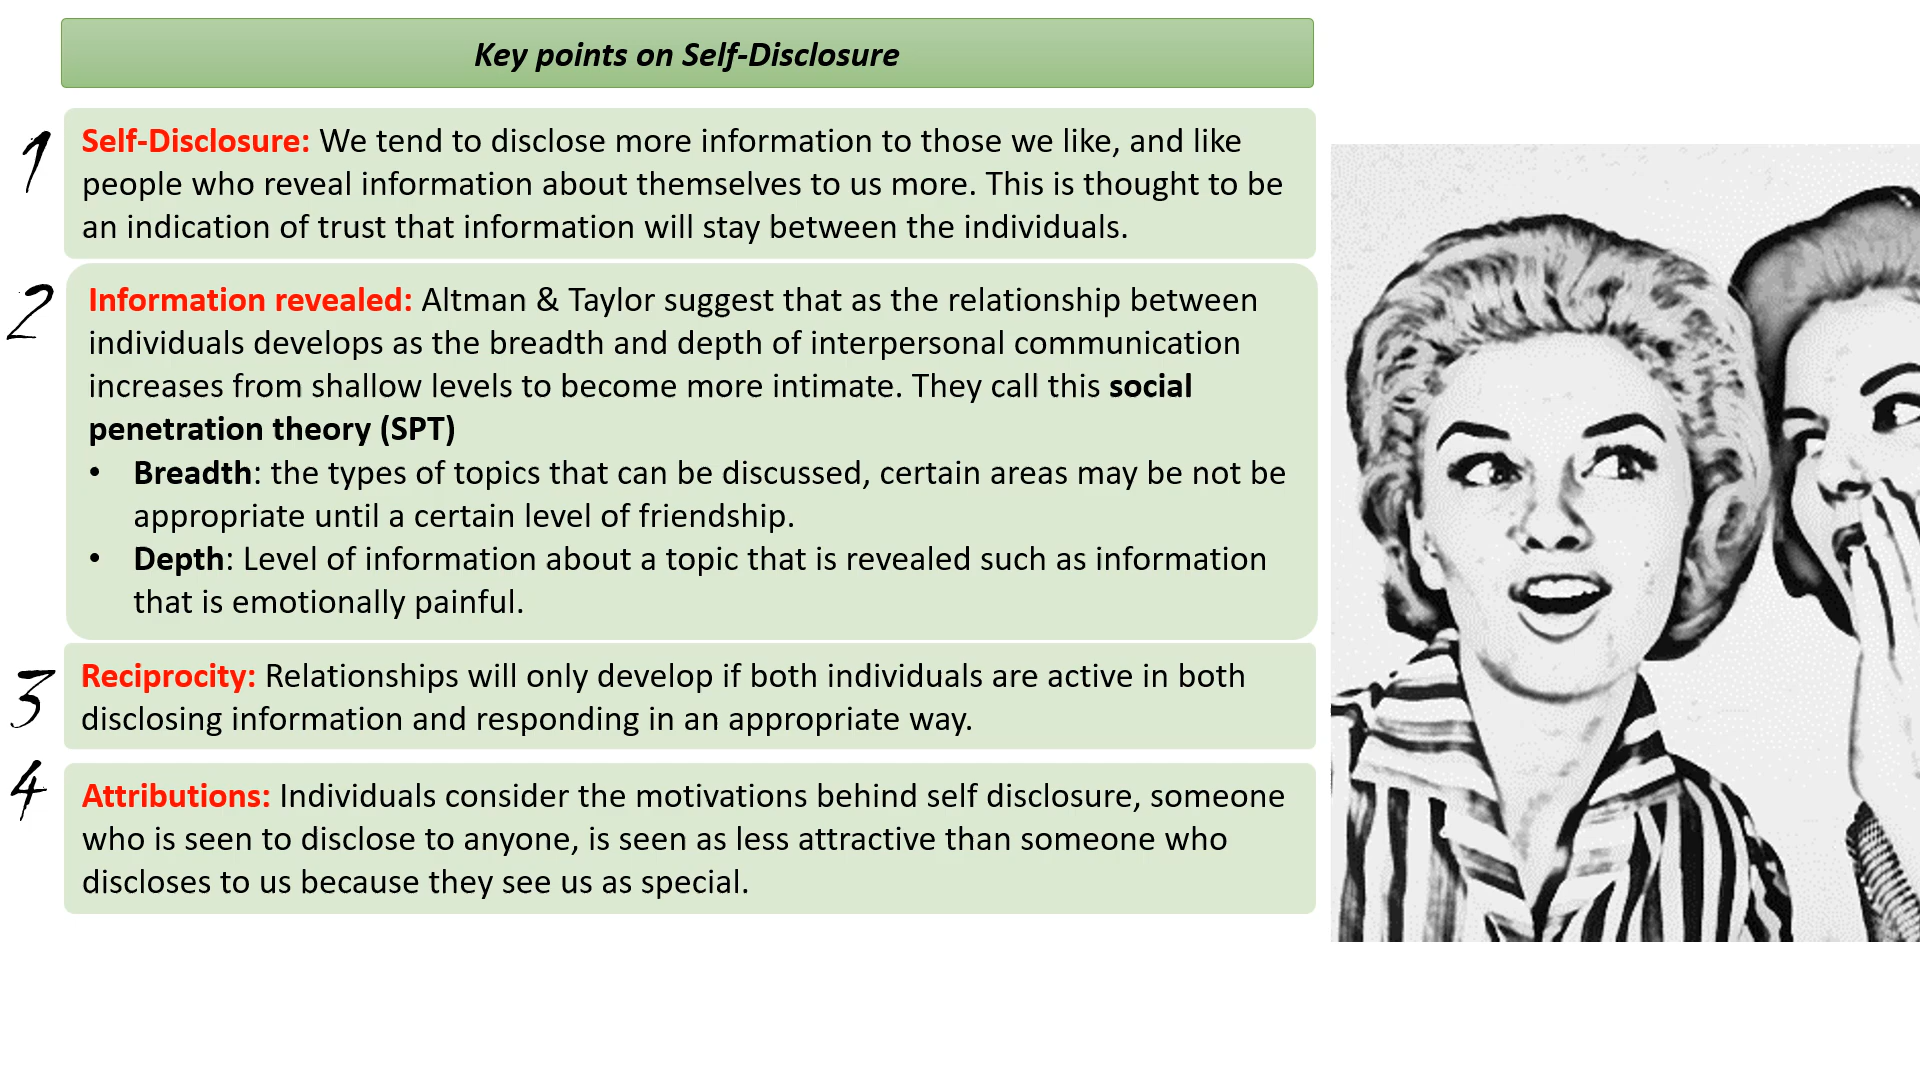 Key points on Self-Disclosure
1
Self-Disclosure: We tend to disclose more information to those we like, and like
people who reveal information about themselves to us more. This is thought to be
an indication of trust that information will stay between the individuals.
2
Information revealed: Altman & Taylor suggest that as the relationship between
individuals develops as the breadth and depth of interpersonal communication
increases from shallow levels to become more intimate. They call this social
penetration theory (SPT)
• Breadth: the types of topics that can be discussed, certain areas may be not be
appropriate until a certain level of friendship.
• Depth: Level of information about a topic that is revealed such as information
that is emotionally painful.
3
Reciprocity: Relationships will only develop if both individuals are active in both
disclosing information and responding in an appropriate way.
4
Attributions: Individuals consider the motivations behind self disclosure, someone
who is seen to disclose to anyone, is seen as less attractive than someone who
discloses to us because they see us as special.